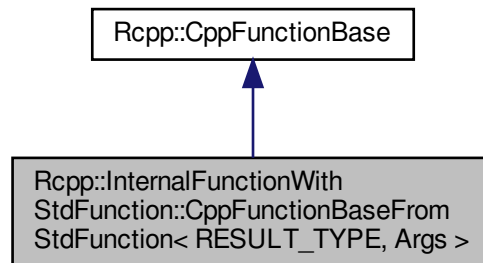 Rcpp::CppFunctionBase
Rcpp::InternalFunctionWith
StdFunction::CppFunctionBaseFrom
StdFunction< RESULT_TYPE, Args >